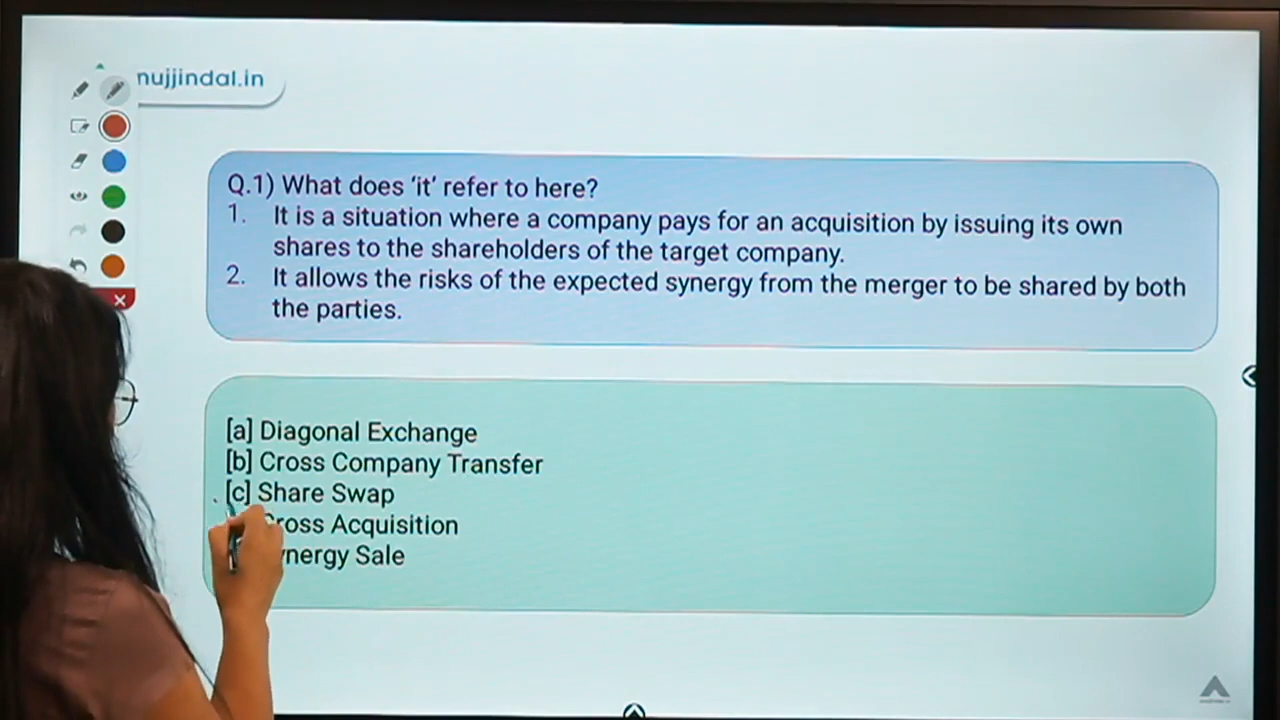 nujjindal.in
Q.1) What does ‘it’ refer to here?
1. It is a situation where a company pays for an acquisition by issuing its own
shares to the shareholders of the target company.
2. It allows the risks of the expected synergy from the merger to be shared by both
the parties.
[a] Diagonal Exchange
[b] Cross Company Transfer
[c] Share Swap
Cross Acquisition
ynergy Sale